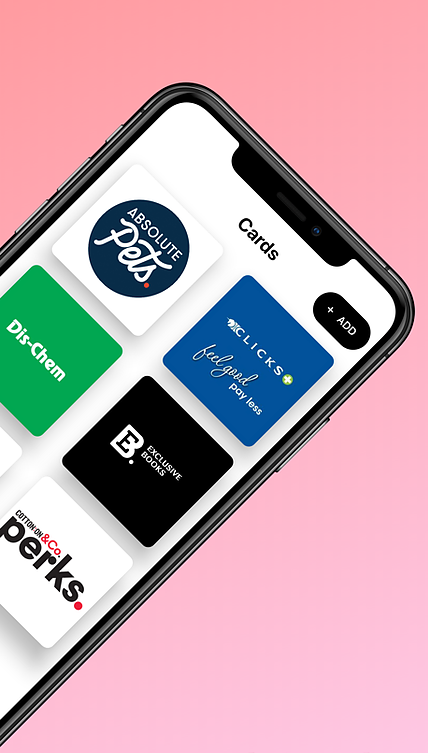 Cards
+ ADD
ABSOLUTE
Pets.
CLICKS
feel good
pay less
Dis-Chem
E.
EXCLUSIVE
BOOKS
COTTON:ON&Co.
perks.